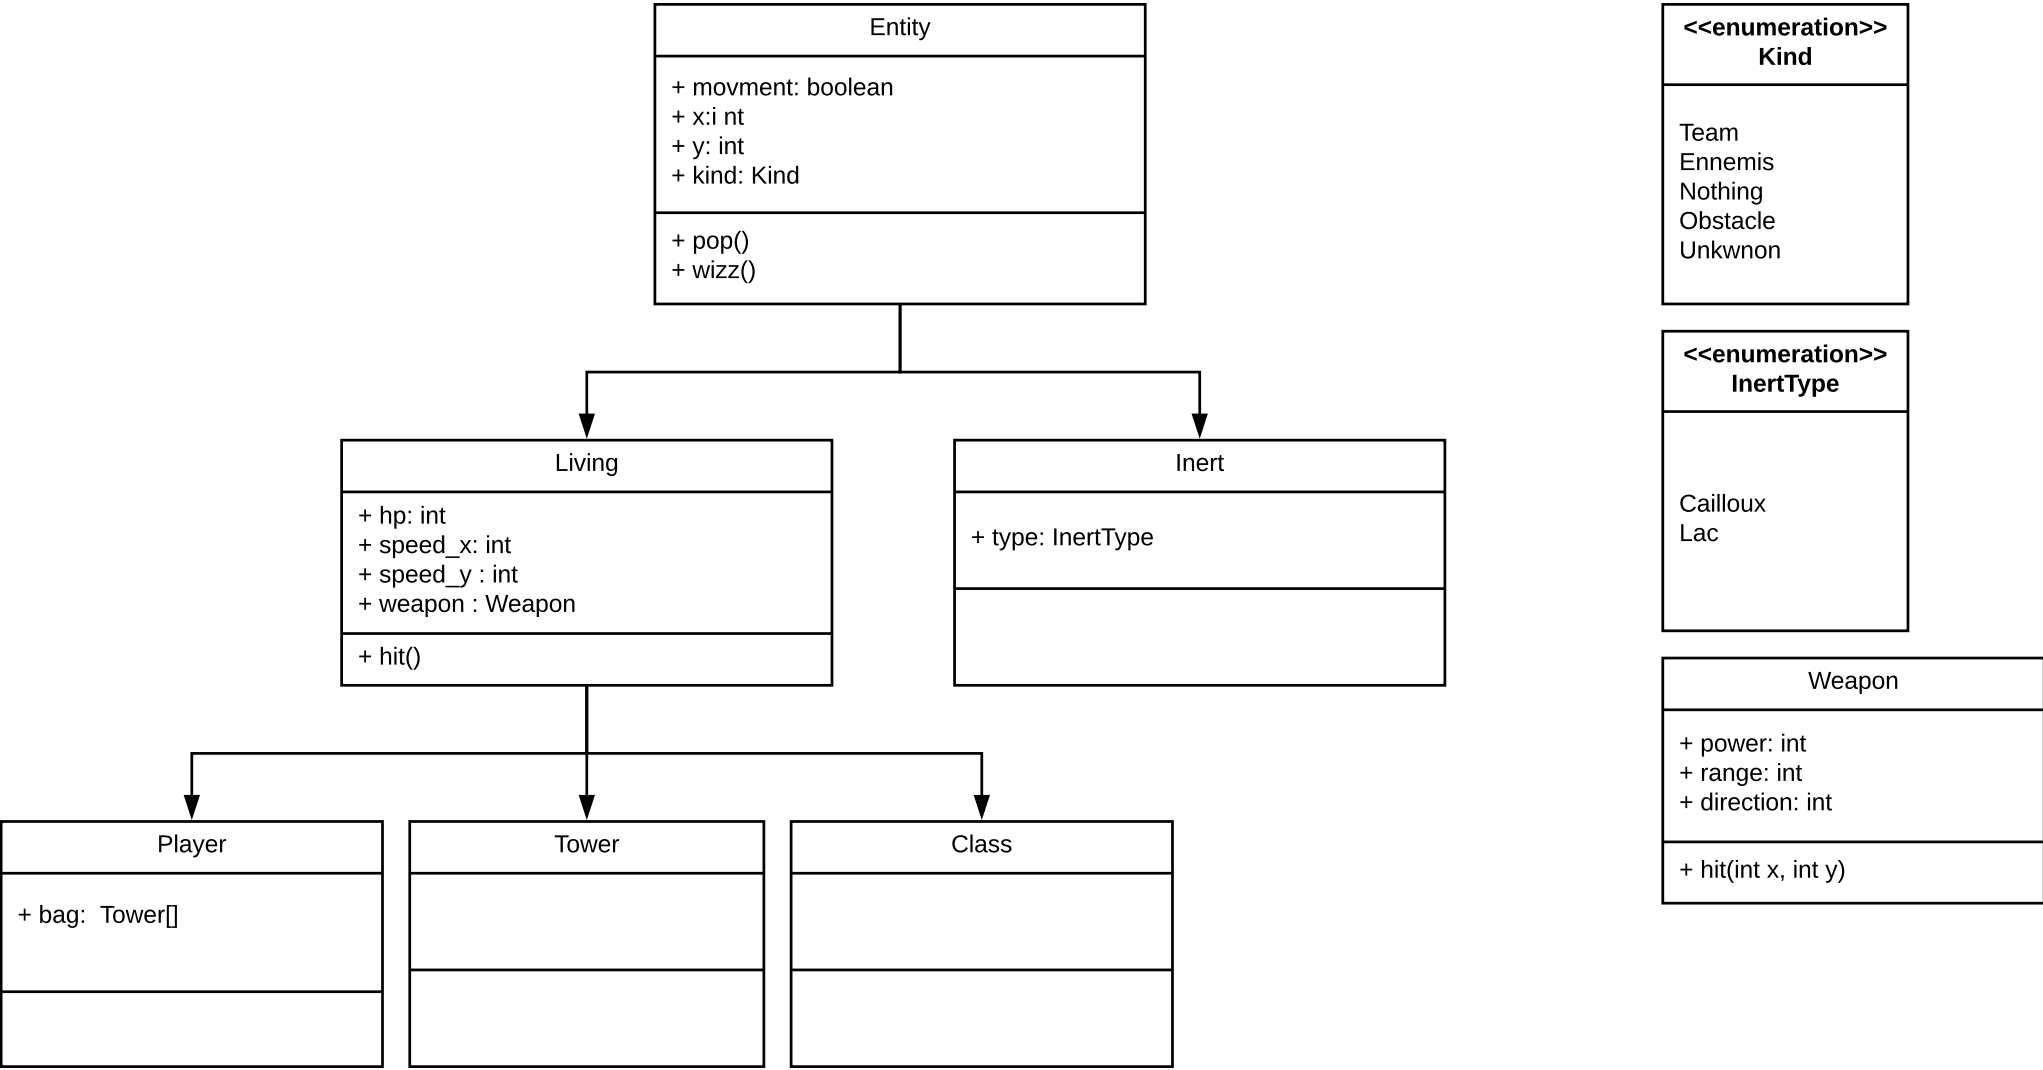 Entity
+ movment: boolean
+ x:i nt
+ y: int
+ kind: Kind
+ pop()
+ wizz()
<<enumeration>>
Kind
Team
Ennemis
Nothing
Obstacle
Unkwnon
<<enumeration>>
InertType
Cailloux
Lac
Living
+ hp: int
+ speed_x: int
+ speed_y : int
+ weapon : Weapon
+ hit()
Inert
+ type: InertType
Weapon
+ power: int
+ range: int
+ direction: int
+ hit(int x, int y)
Player
+ bag:  Tower[]
Tower
Class